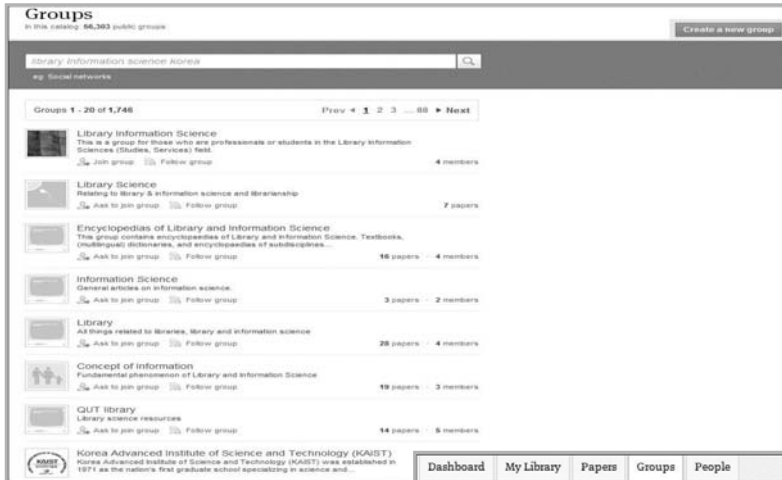 Groups
In this catalog: 66,303 public groups
Create a new group
library information science korea
eg. Social networks
Groups 1 - 20 of 1,746
Prev ◂ 1 2 3 ... 88 ▸ Next
Library Information Science
This is a group for those who are professionals or students in the Library Information
Sciences (Studies, Services) field.
Join group Follow group 4 members
Library Science
Relating to library & information science and librarianship
Ask to join group Follow group 7 papers
Encyclopedias of Library and Information Science
This group contains encyclopaedias of Library and Information Science. Textbooks,
(multilingual) dictionaries, and encyclopaedias of subdisciplines...
Ask to join group Follow group 16 papers · 4 members
Information Science
General articles on information science.
Ask to join group Follow group 3 papers · 2 members
Library
All things related to libraries, library and information science
Ask to join group Follow group 28 papers · 4 members
Concept of Information
Fundamental phenomenon of Library and Information Science
Ask to join group Follow group 19 papers · 3 members
QUT library
Library science resources
Ask to join group Follow group 14 papers · 5 members
KAIST
Korea Advanced Institute of Science and Technology (KAIST)
Korea Advanced Institute of Science and Technology (KAIST) was established in
1971 as the nation's first graduate school specializing in science and...
Dashboard My Library Papers Groups People